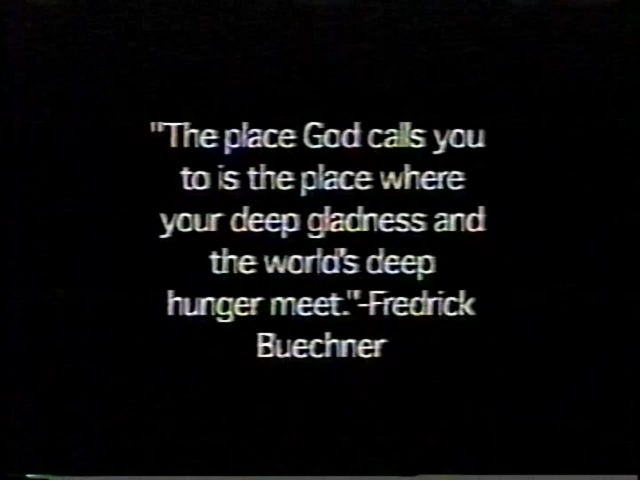 "The place God calls you
to is the place where
your deep gladness and
the world's deep
hunger meet."-Fredrick
Buechner